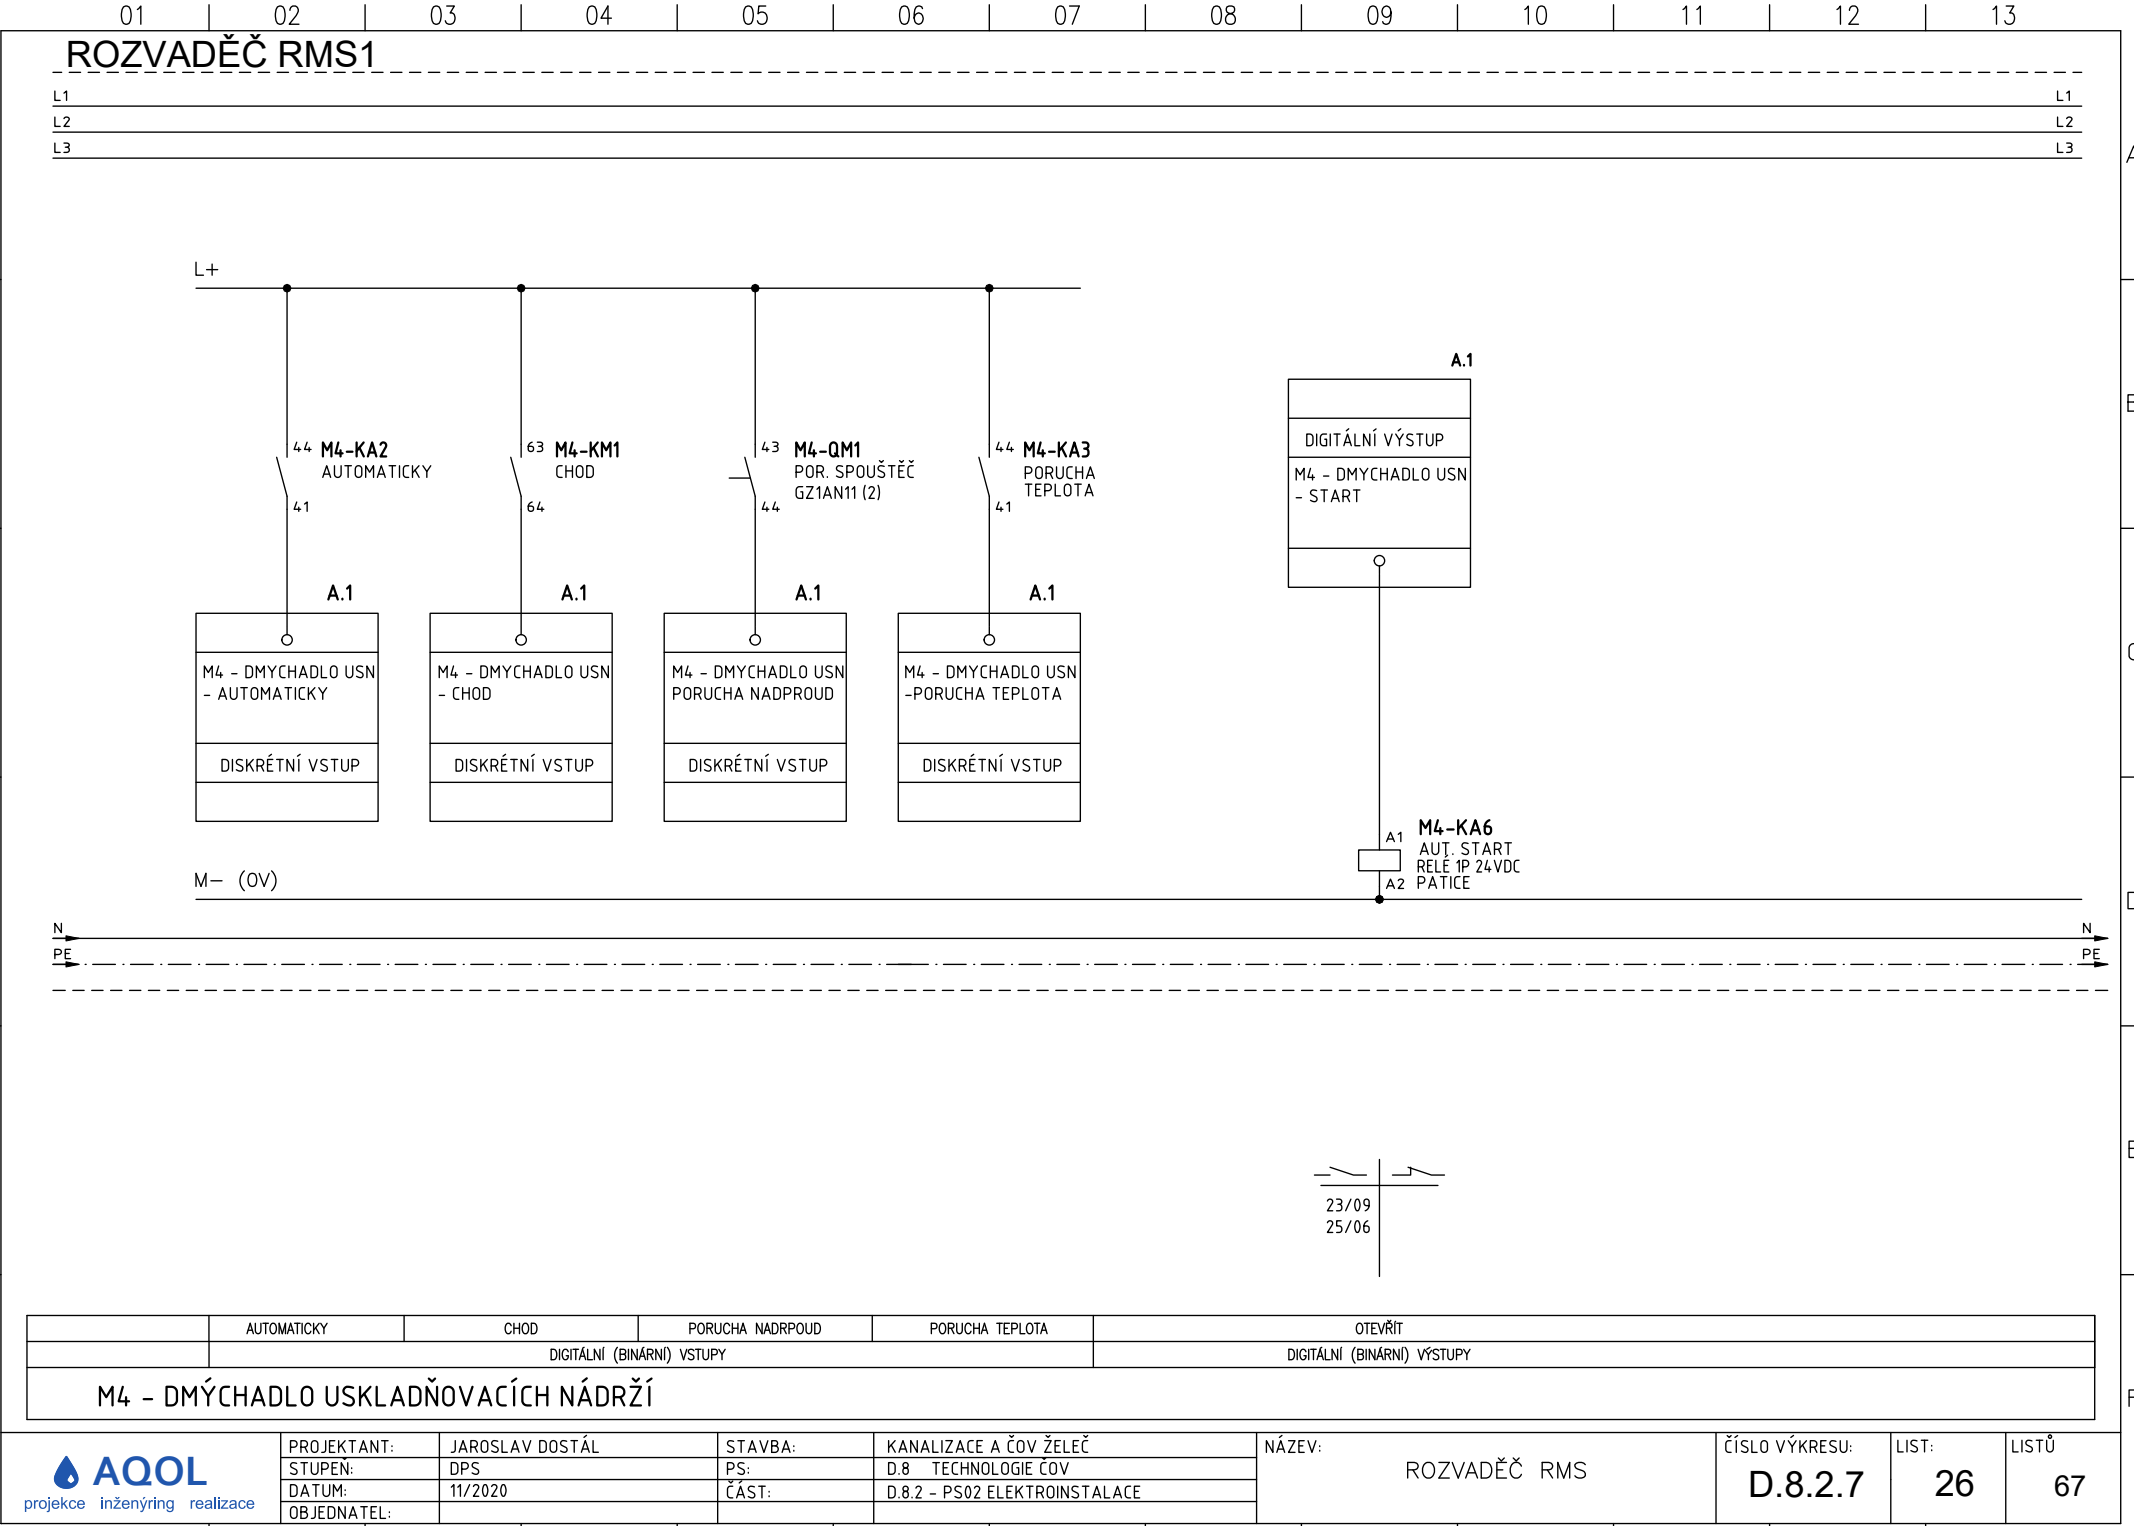 01 02 03 04 05 06 07 08 09 10 11 12 13
ROZVADĚČ RMS1
L1 L1
L2 L2
L3 L3
A
L+
A.1
B
DIGITÁLNÍ VÝSTUP
M4 - DMYCHADLO USN
- START
44 M4-KA2
AUTOMATICKY
41
63 M4-KM1
CHOD
64
43 M4-QM1
POR. SPOUŠTĚČ
GZ1AN11 (2)
44
44 M4-KA3
PORUCHA
TEPLOTA
41
A.1 A.1 A.1 A.1
C
M4 - DMYCHADLO USN
- AUTOMATICKY
DISKRÉTNÍ VSTUP
M4 - DMYCHADLO USN
- CHOD
DISKRÉTNÍ VSTUP
M4 - DMYCHADLO USN
PORUCHA NADPROUD
DISKRÉTNÍ VSTUP
M4 - DMYCHADLO USN
-PORUCHA TEPLOTA
DISKRÉTNÍ VSTUP
A1 M4-KA6
AUT. START
RELÉ 1P 24VDC
A2 PATICE
M- (0V)
D
N N
PE PE
E
23/09
25/06
AUTOMATICKY CHOD PORUCHA NADRPOUD PORUCHA TEPLOTA OTEVŘÍT
DIGITÁLNÍ (BINÁRNÍ) VSTUPY DIGITÁLNÍ (BINÁRNÍ) VÝSTUPY
M4 - DMÝCHADLO USKLADŇOVACÍCH NÁDRŽÍ
F
AQOL
projekce inženýring realizace
PROJEKTANT: JAROSLAV DOSTÁL
STUPEŇ: DPS
DATUM: 11/2020
OBJEDNATEL:
STAVBA: KANALIZACE A ČOV ŽELEČ
PS: D.8 TECHNOLOGIE ČOV
ČÁST: D.8.2 - PS02 ELEKTROINSTALACE
NÁZEV:
ROZVADĚČ RMS
ČÍSLO VÝKRESU:
D.8.2.7
LIST:
26
LISTŮ
67